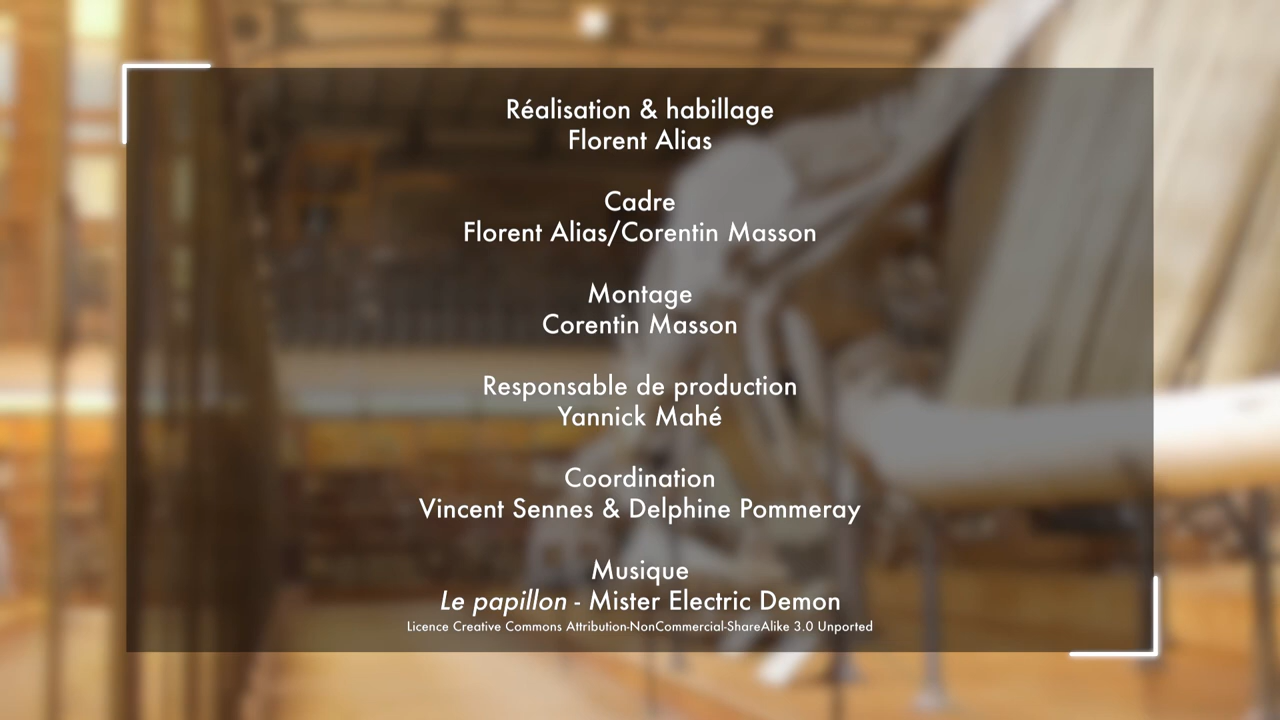 Réalisation & habillage
Florent Alias
Cadre
Florent Alias/Corentin Masson
Montage
Corentin Masson
Responsable de production
Yannick Mahé
Coordination
Vincent Sennes & Delphine Pommeray
Musique
Le papillon - Mister Electric Demon
Licence Creative Commons Attribution-NonCommercial-ShareAlike 3.0 Unported